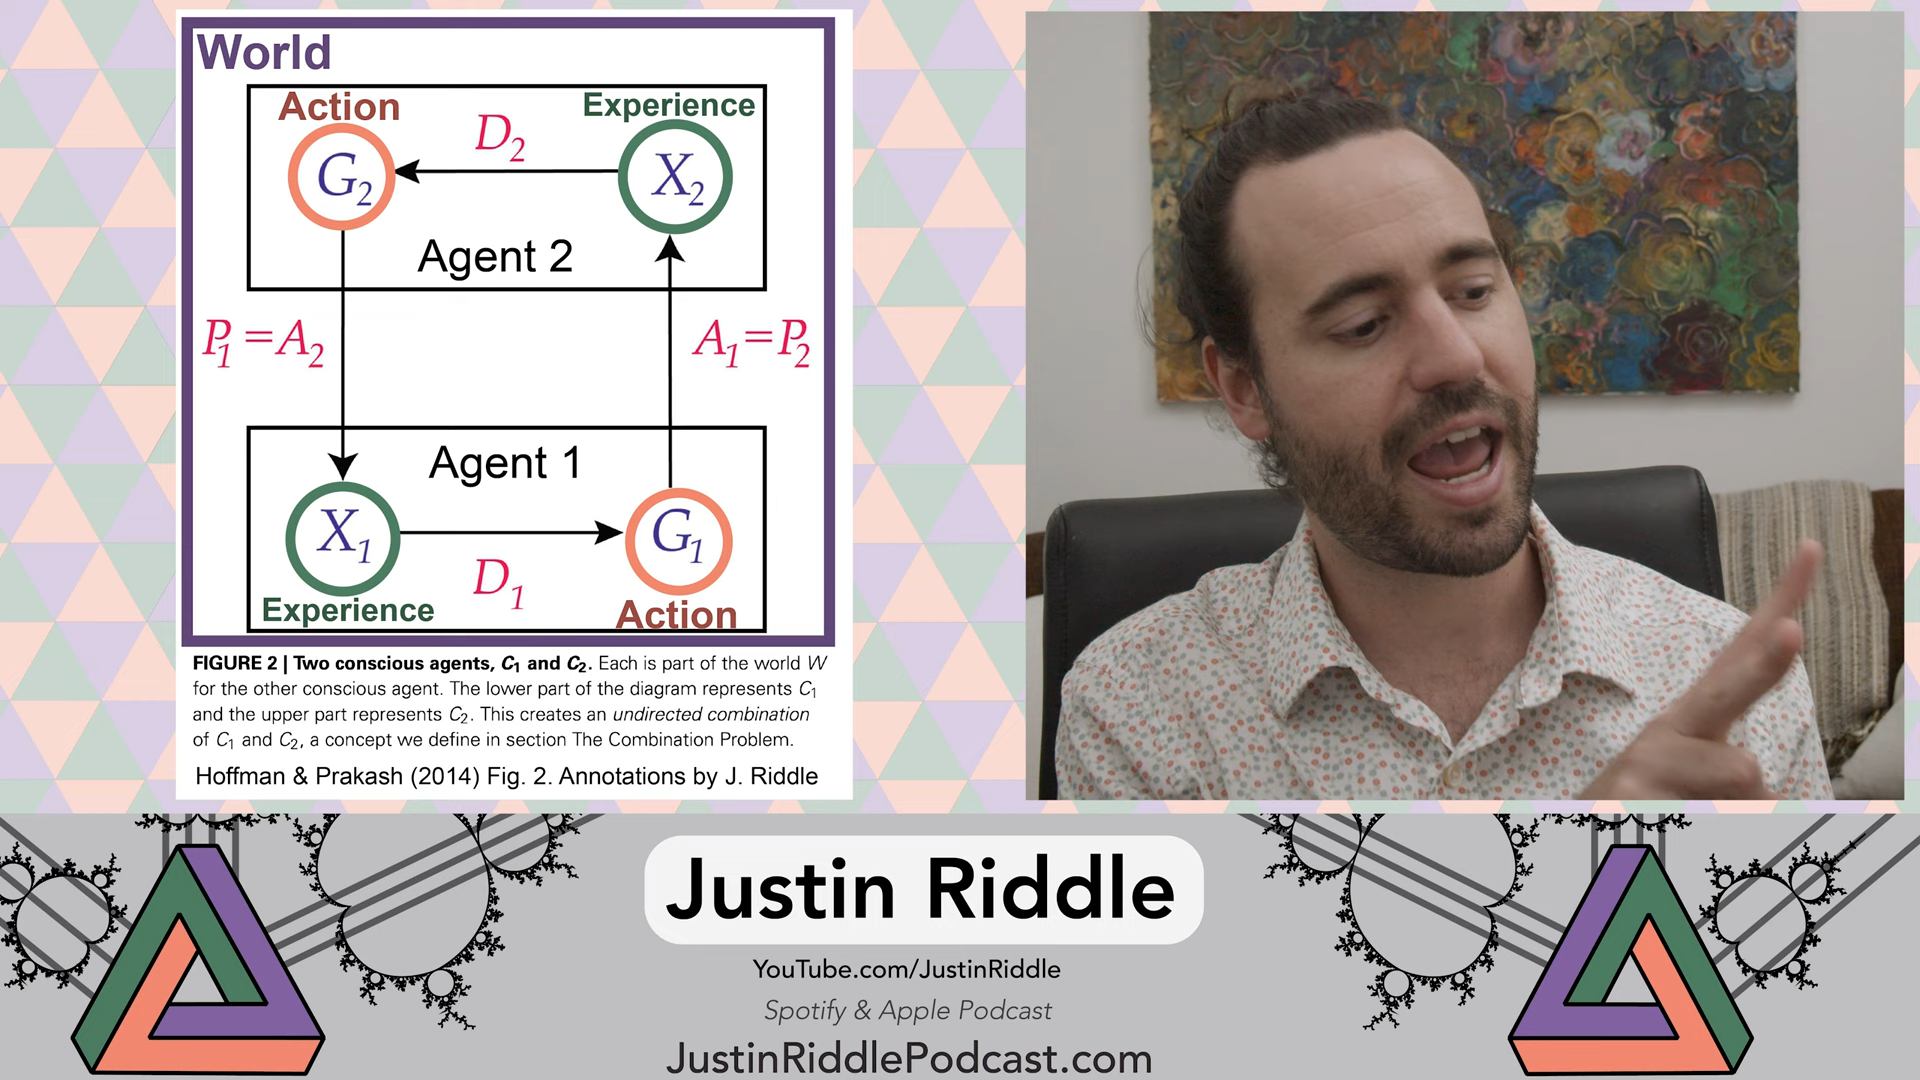 World
Action
Experience
D2
G2
X2
Agent 2
P1 = A2
A1 = P2
Agent 1
X1
G1
D1
Experience
Action
FIGURE 2 | Two conscious agents, C1 and C2. Each is part of the world W
for the other conscious agent. The lower part of the diagram represents C1
and the upper part represents C2. This creates an undirected combination
of C1 and C2, a concept we define in section The Combination Problem.
Hoffman & Prakash (2014) Fig. 2. Annotations by J. Riddle
Justin Riddle
YouTube.com/JustinRiddle
Spotify & Apple Podcast
JustinRiddlePodcast.com